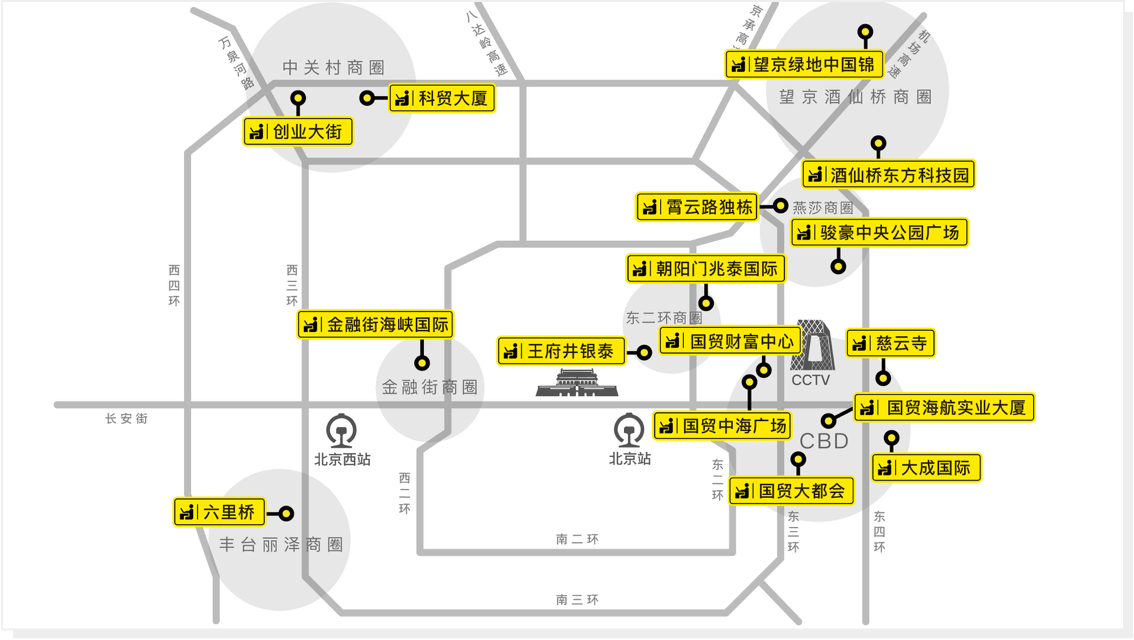 万泉河路
八达岭高速
京承高速
机场高速
中关村商圈
望京绿地中国锦
科贸大厦
望京酒仙桥商圈
创业大街
酒仙桥东方科技园
霄云路独栋
燕莎商圈
骏豪中央公园广场
西四环
西三环
朝阳门兆泰国际
东二环商圈
金融街海峡国际
国贸财富中心
慈云寺
王府井银泰
CCTV
金融街商圈
国贸海航实业大厦
长安街
国贸中海广场
CBD
北京西站
北京站
大成国际
西二环
东二环
国贸大都会
六里桥
东三环
东四环
丰台丽泽商圈
南二环
南三环